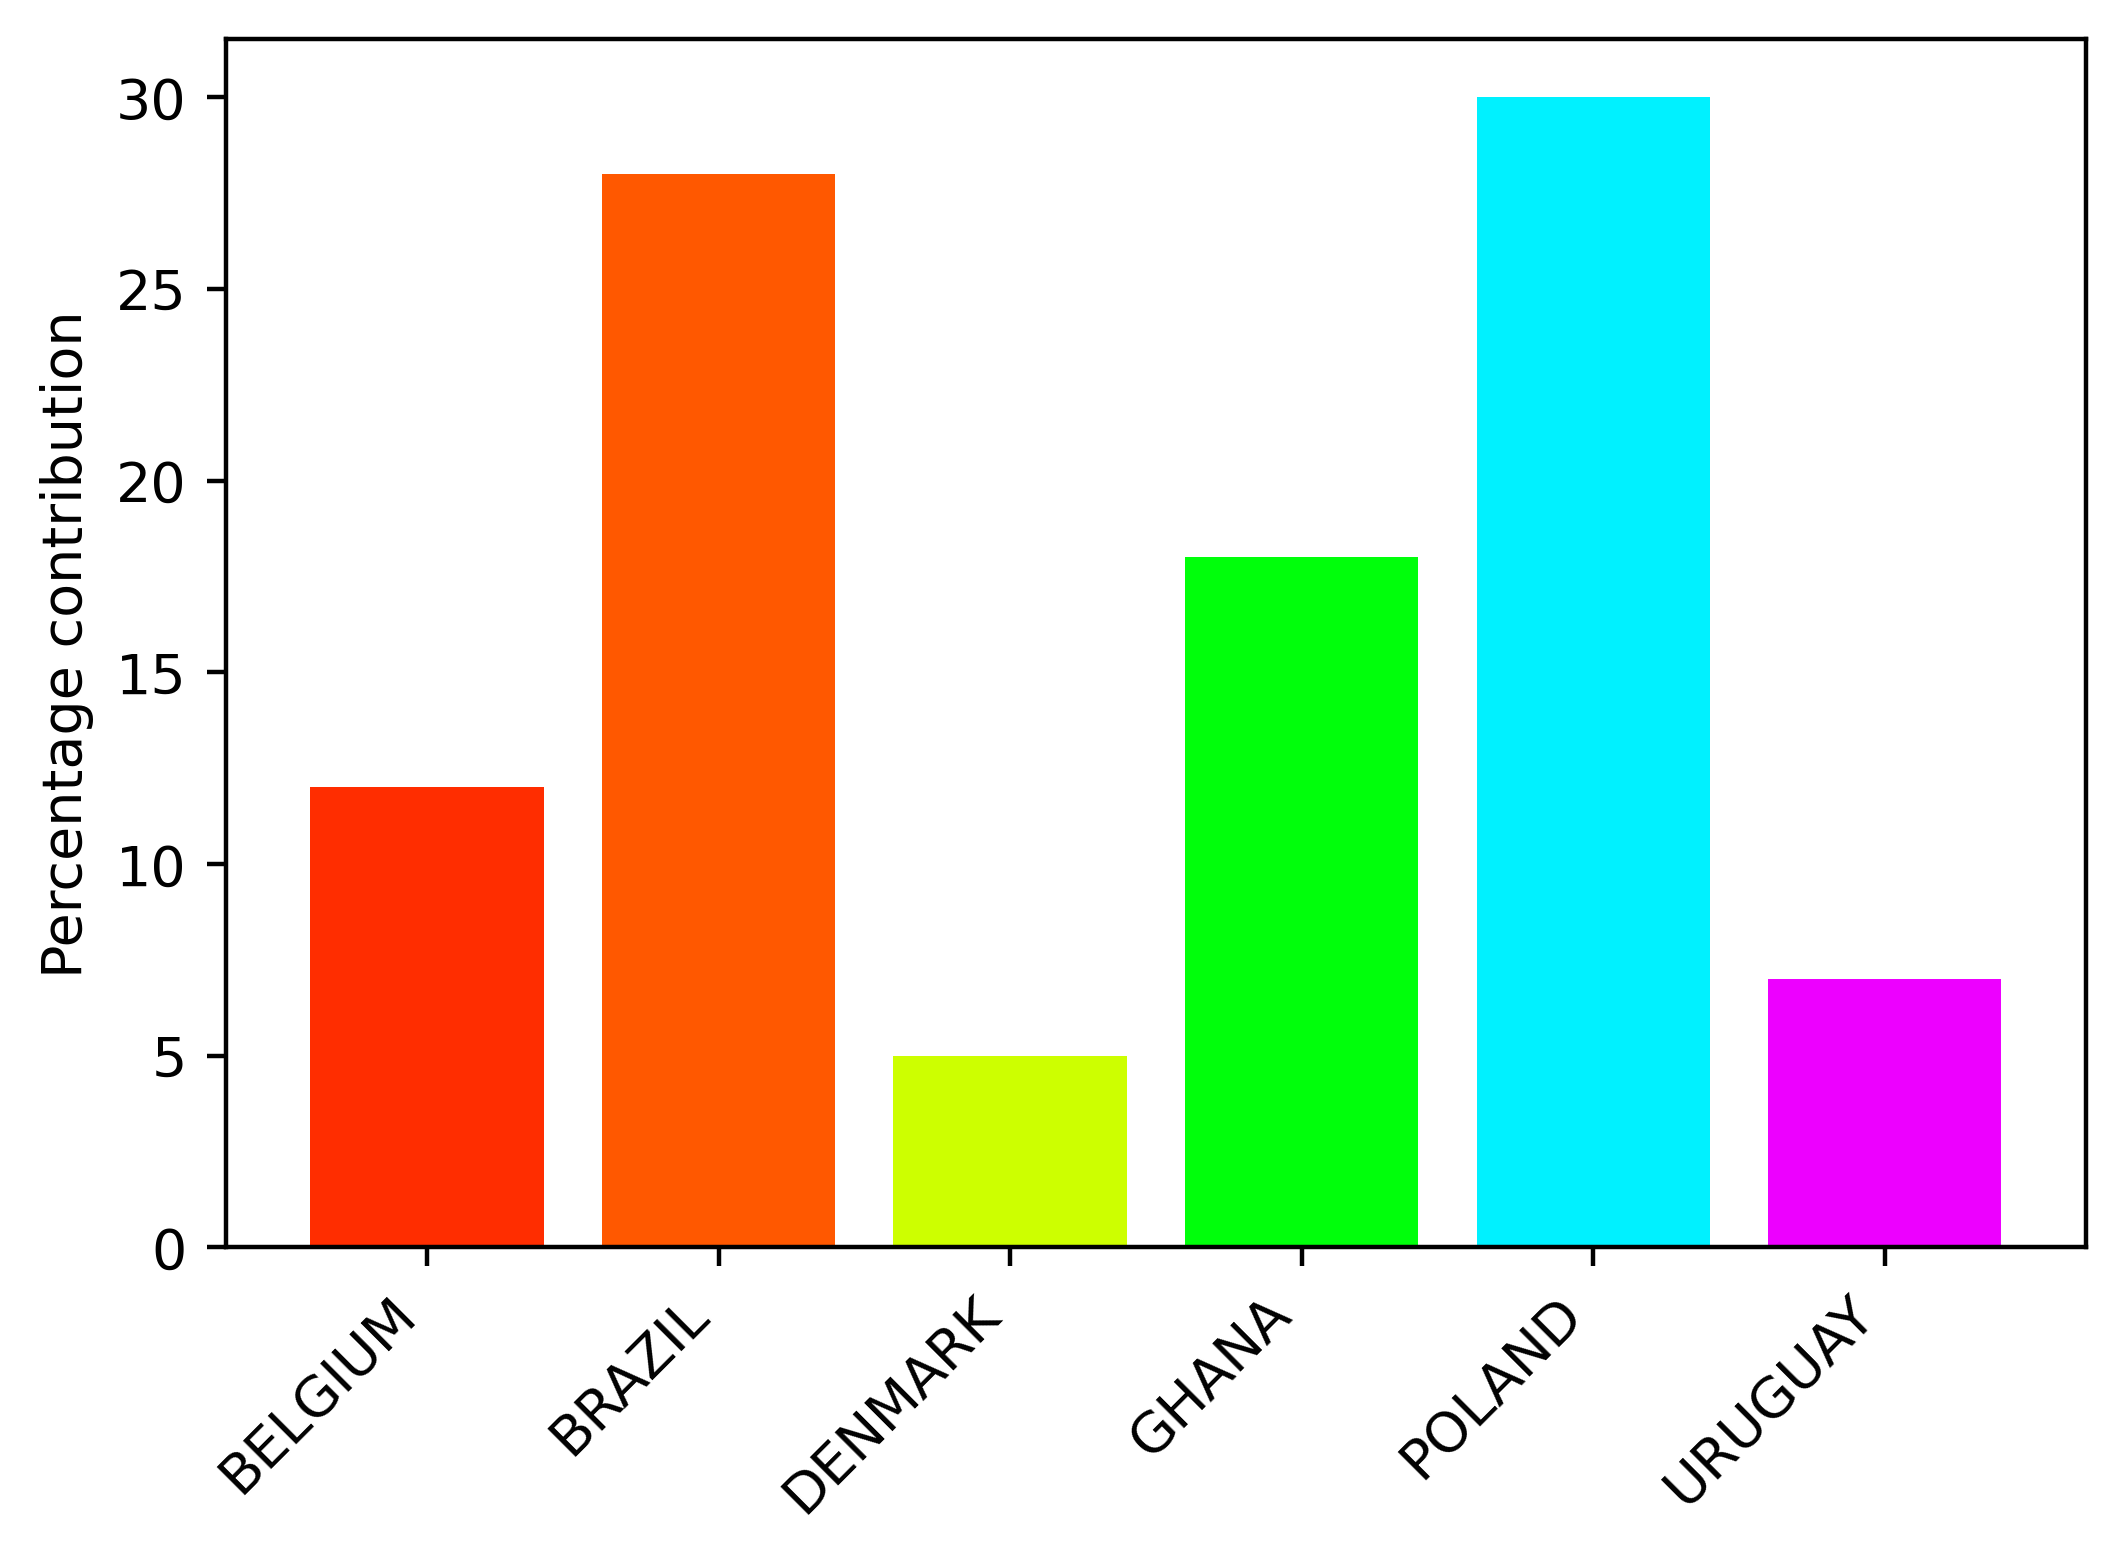 Percentage contribution
30
25
20
15
10
5
0
BELGIUM
BRAZIL
DENMARK
GHANA
POLAND
URUGUAY